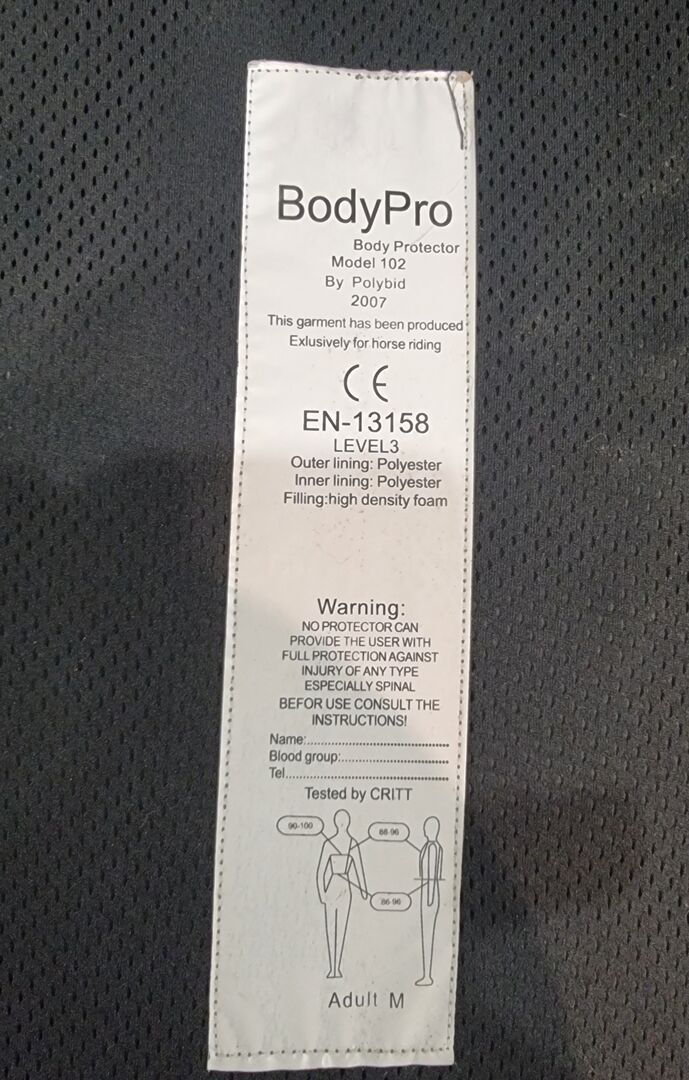 BodyPro
Body Protector
Model 102
By Polybid
2007
This garment has been produced
Exlusively for horse riding
CE
EN-13158
LEVEL3
Outer lining: Polyester
Inner lining: Polyester
Filling:high density foam
Warning:
NO PROTECTOR CAN
PROVIDE THE USER WITH
FULL PROTECTION AGAINST
INJURY OF ANY TYPE
ESPECIALLY SPINAL
BEFOR USE CONSULT THE
INSTRUCTIONS!
Name:..........................................
Blood group:................................
Tel................................................
Tested by CRITT
90-100
86-96
Adult M